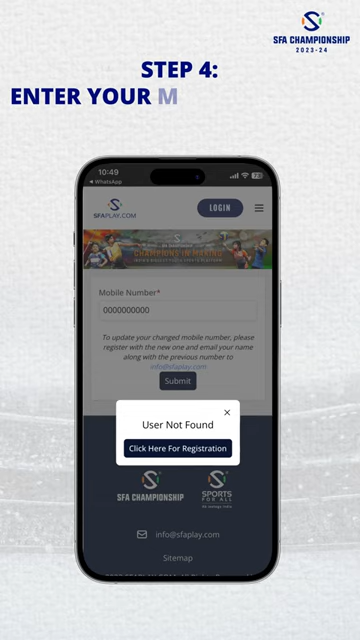 SFA CHAMPIONSHIP
2023-24
STEP 4:
ENTER YOUR M
10:49
WhatsApp
SFAPLAY.COM
LOGIN
CHAMPIONS IN MAKING
Mobile Number*
0000000000
To update your changed mobile number, please
register with the new one and email your name
along with the previous number to
info@sfaplay.com
Submit
User Not Found
Click Here For Registration
SFA CHAMPIONSHIP
SPORTS
FOR ALL
info@sfaplay.com
Sitemap